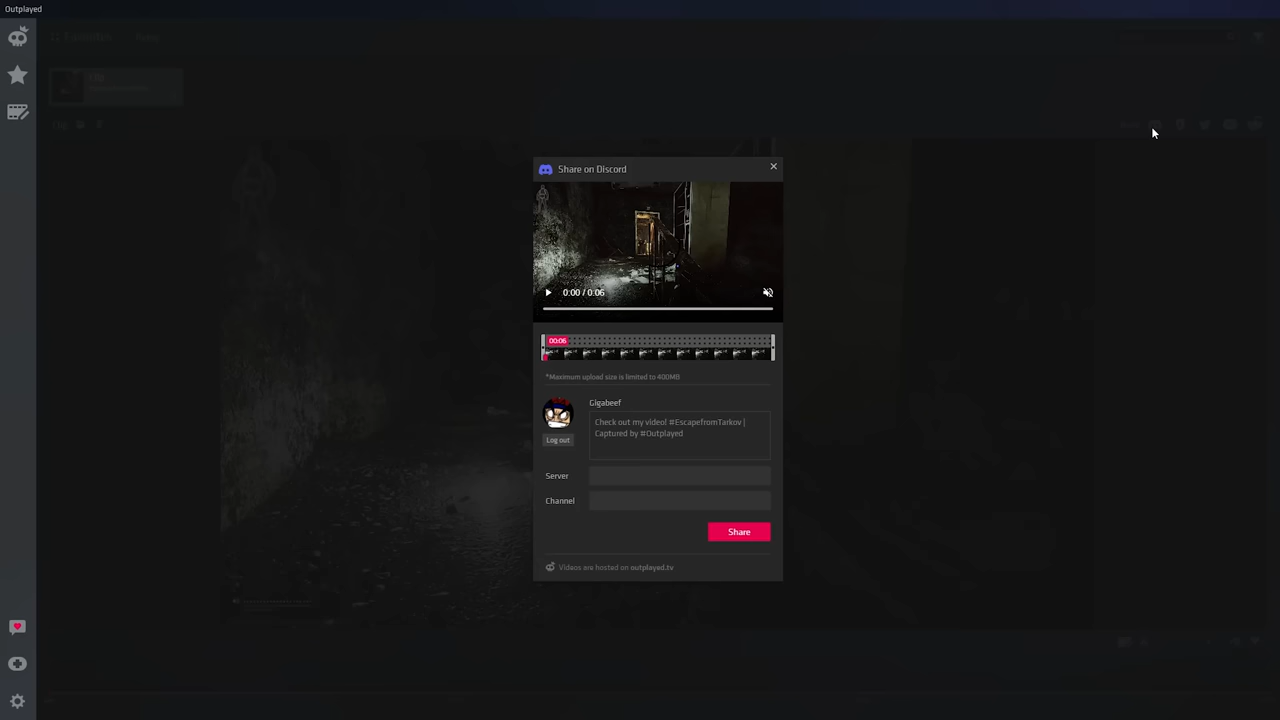 Outplayed
Share on Discord
0:00 / 0:06
00:06
*Maximum upload size is limited to 400MB
Gigabeef
Check out my video! #EscapefromTarkov |
Captured by #Outplayed
Log out
Server
Channel
Share
Videos are hosted on outplayed.tv